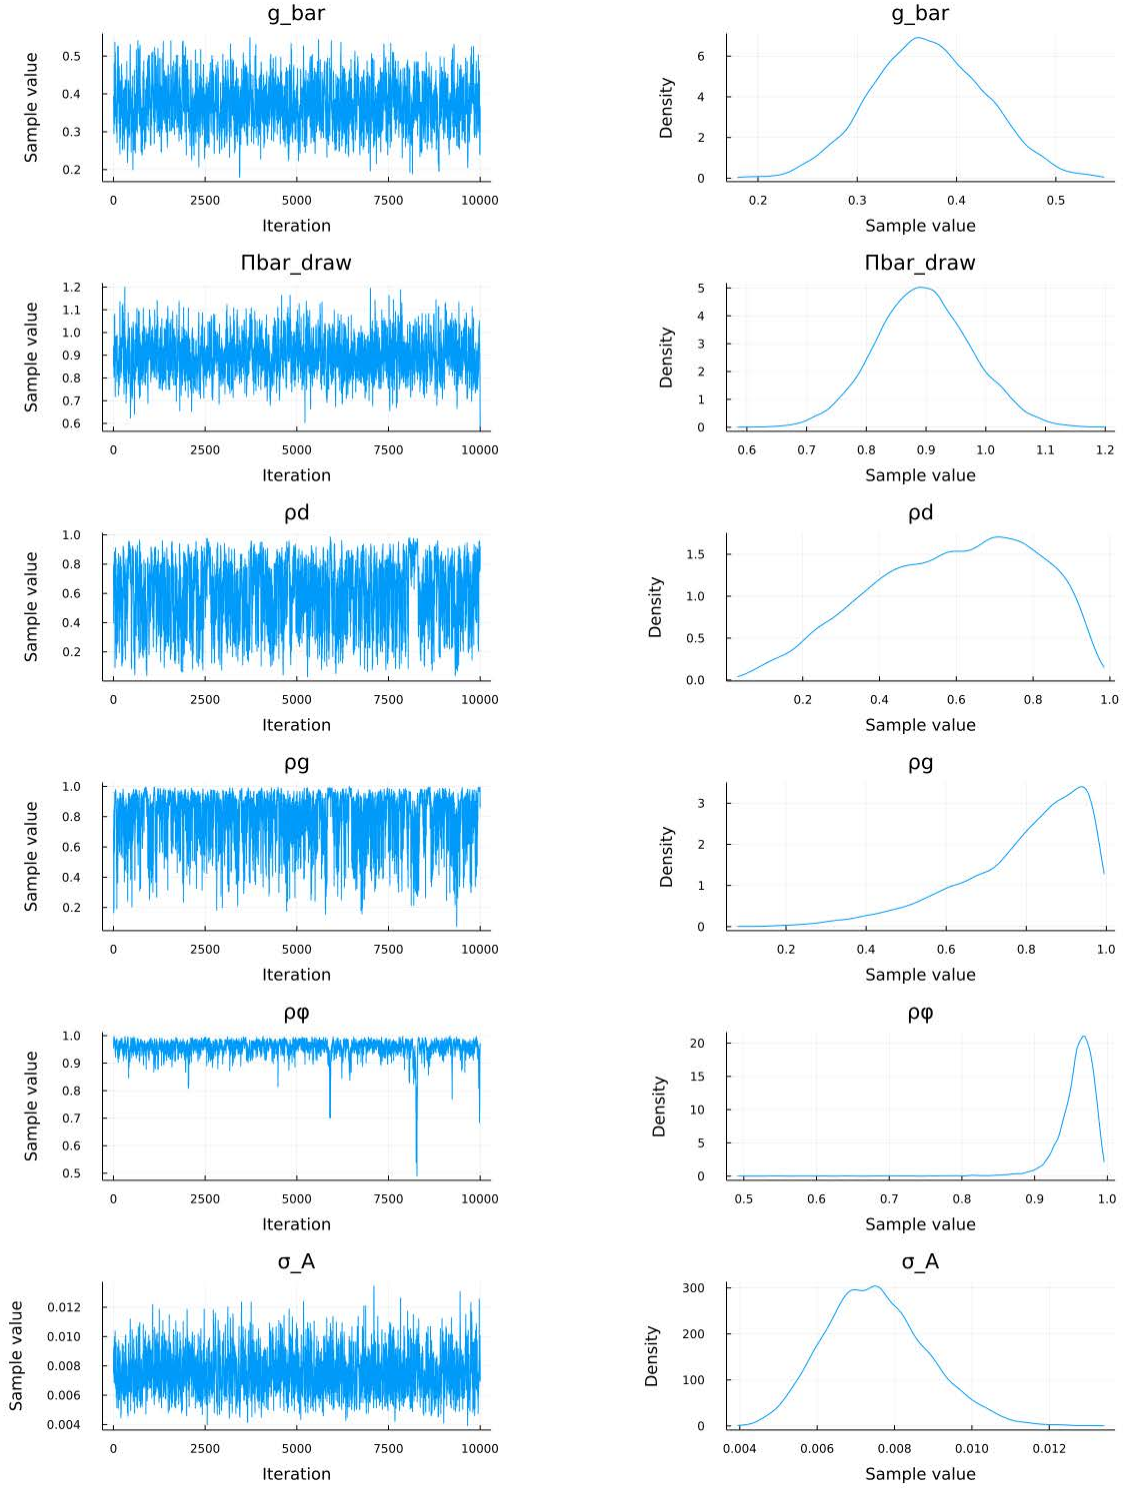 g_bar
Sample value
0.5
0.4
0.3
0.2
0 2500 5000 7500 10000
Iteration
g_bar
Density
6
4
2
0
0.2 0.3 0.4 0.5
Sample value
Πbar_draw
Sample value
1.2
1.1
1.0
0.9
0.8
0.7
0.6
0 2500 5000 7500 10000
Iteration
Πbar_draw
Density
5
4
3
2
1
0
0.6 0.7 0.8 0.9 1.0 1.1 1.2
Sample value
ρd
Sample value
1.0
0.8
0.6
0.4
0.2
0 2500 5000 7500 10000
Iteration
ρd
Density
1.5
1.0
0.5
0.0
0.2 0.4 0.6 0.8 1.0
Sample value
ρg
Sample value
1.0
0.8
0.6
0.4
0.2
0 2500 5000 7500 10000
Iteration
ρg
Density
3
2
1
0
0.2 0.4 0.6 0.8 1.0
Sample value
ρφ
Sample value
1.0
0.9
0.8
0.7
0.6
0.5
0 2500 5000 7500 10000
Iteration
ρφ
Density
20
15
10
5
0
0.5 0.6 0.7 0.8 0.9 1.0
Sample value
σ_A
Sample value
0.012
0.010
0.008
0.006
0.004
0 2500 5000 7500 10000
Iteration
σ_A
Density
300
200
100
0
0.004 0.006 0.008 0.010 0.012
Sample value